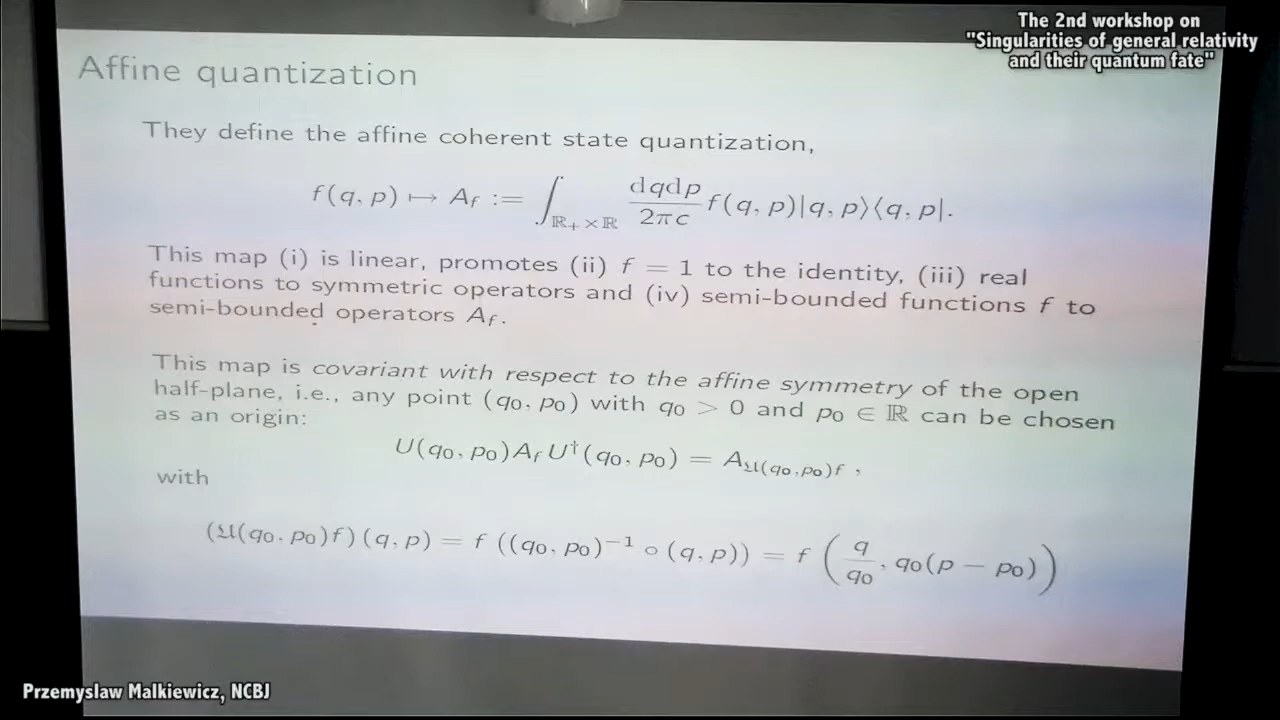 The 2nd workshop on
"Singularities of general relativity
and their quantum fate"
Affine quantization
They define the affine coherent state quantization,
f(q, p) ↦ A_f := ∫_{ℝ₊×ℝ} dqdp/2πc f(q, p)|q, p⟩⟨q, p|.
This map (i) is linear, promotes (ii) f = 1 to the identity, (iii) real
functions to symmetric operators and (iv) semi-bounded functions f to
semi-bounded operators A_f.
This map is covariant with respect to the affine symmetry of the open
half-plane, i.e., any point (q₀, p₀) with q₀ > 0 and p₀ ∈ ℝ can be chosen
as an origin:
U(q₀, p₀)A_f U†(q₀, p₀) = A_{𝔘(q₀,p₀)f} ,
with
(𝔘(q₀, p₀)f) (q, p) = f ((q₀, p₀)⁻¹ ∘ (q, p)) = f (q/q₀, q₀(p − p₀))
Przemyslaw Malkiewicz, NCBJ